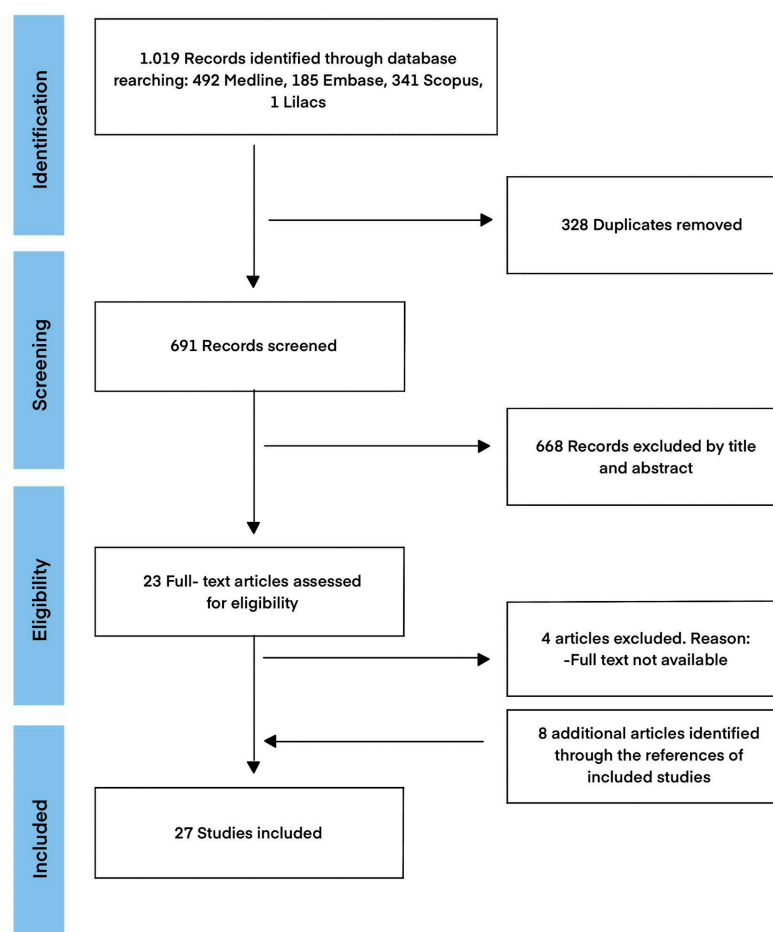 Identification
1.019 Records identified through database
rearching: 492 Medline, 185 Embase, 341 Scopus,
1 Lilacs
328 Duplicates removed
Screening
691 Records screened
668 Records excluded by title
and abstract
Eligibility
23 Full- text articles assessed
for eligibility
4 articles excluded. Reason:
-Full text not available
8 additional articles identified
through the references of
included studies
Included
27 Studies included